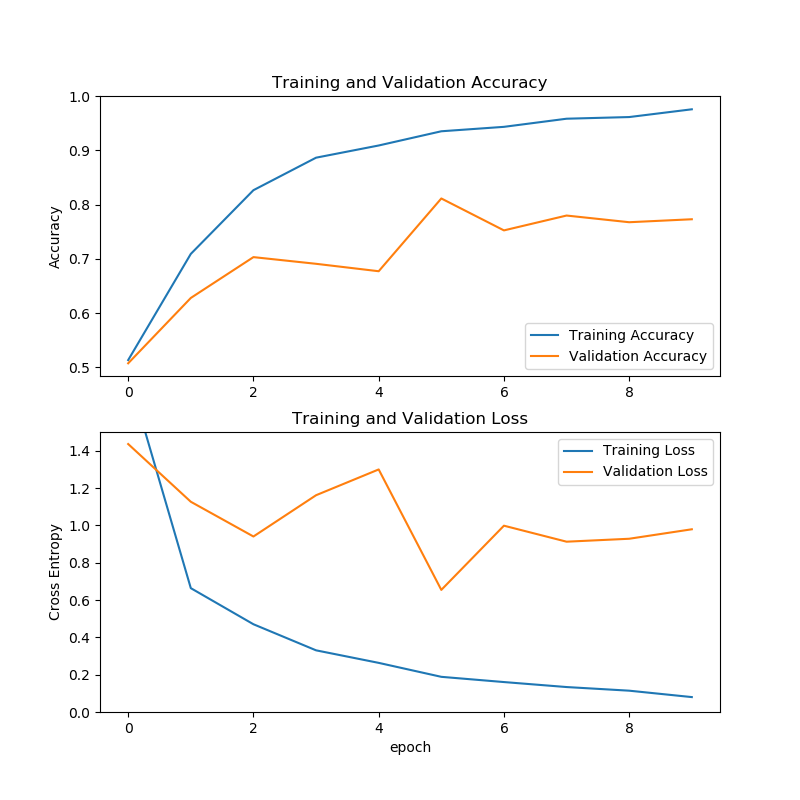 Training and Validation Accuracy
1.0
0.9
0.8
0.7
0.6
0.5
Accuracy
Training Accuracy
Validation Accuracy
0 2 4 6 8
Training and Validation Loss
1.4
1.2
1.0
0.8
0.6
0.4
0.2
0.0
Cross Entropy
Training Loss
Validation Loss
0 2 4 6 8
epoch